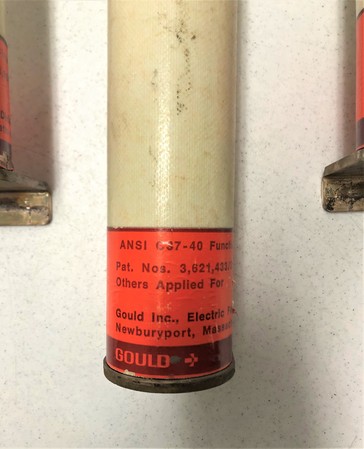 ANSI C37-40
Pat. Nos. 3,621,433/
Others Applied For
Gould Inc., Electric
Newburyport,
GOULD